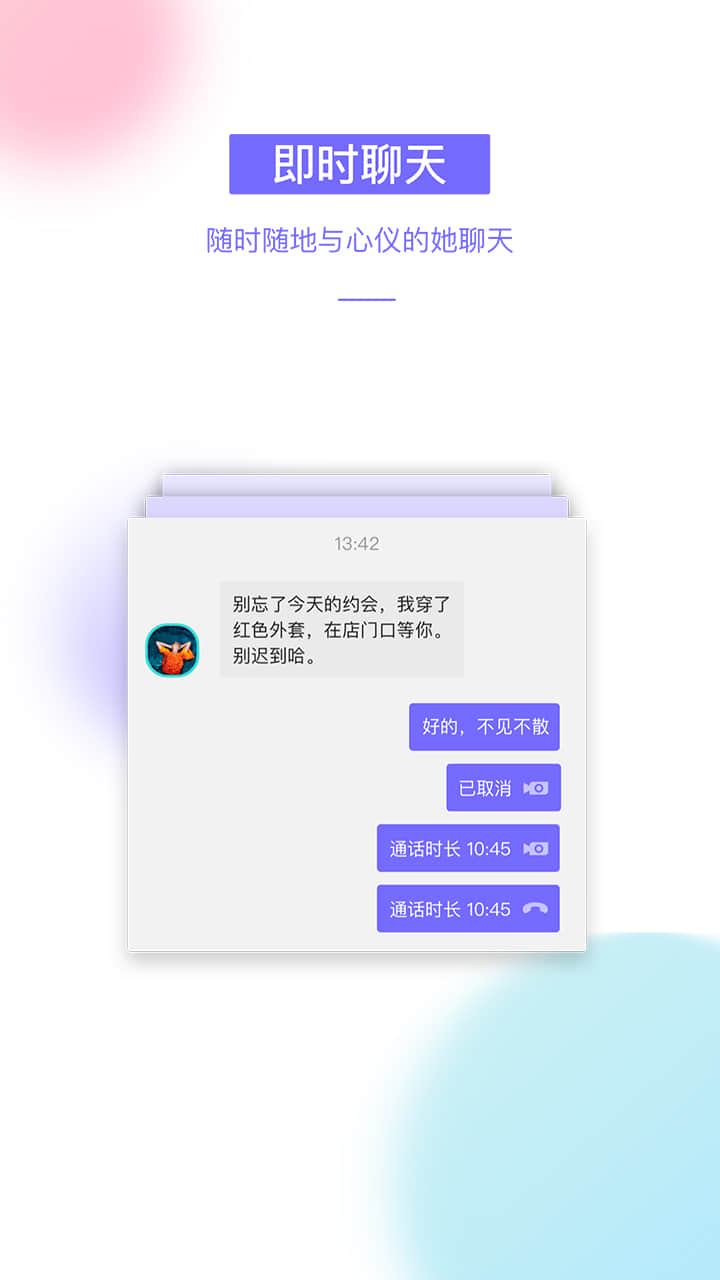 即时聊天
随时随地与心仪的她聊天
13:42
别忘了今天的约会，我穿了
红色外套，在店门口等你。
别迟到哈。
好的，不见不散
已取消
通话时长 10:45
通话时长 10:45